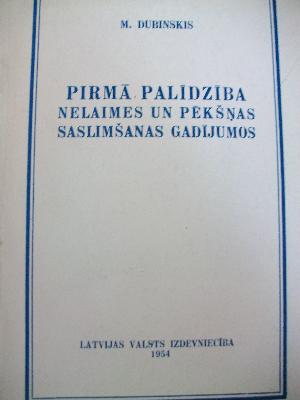 M. DUBINSKIS
PIRMĀ PALĪDZĪBA
NELAIMES UN PĒKŠŅAS
SASLIMŠANAS GADĪJUMOS
LATVIJAS VALSTS IZDEVNIECĪBA
1954